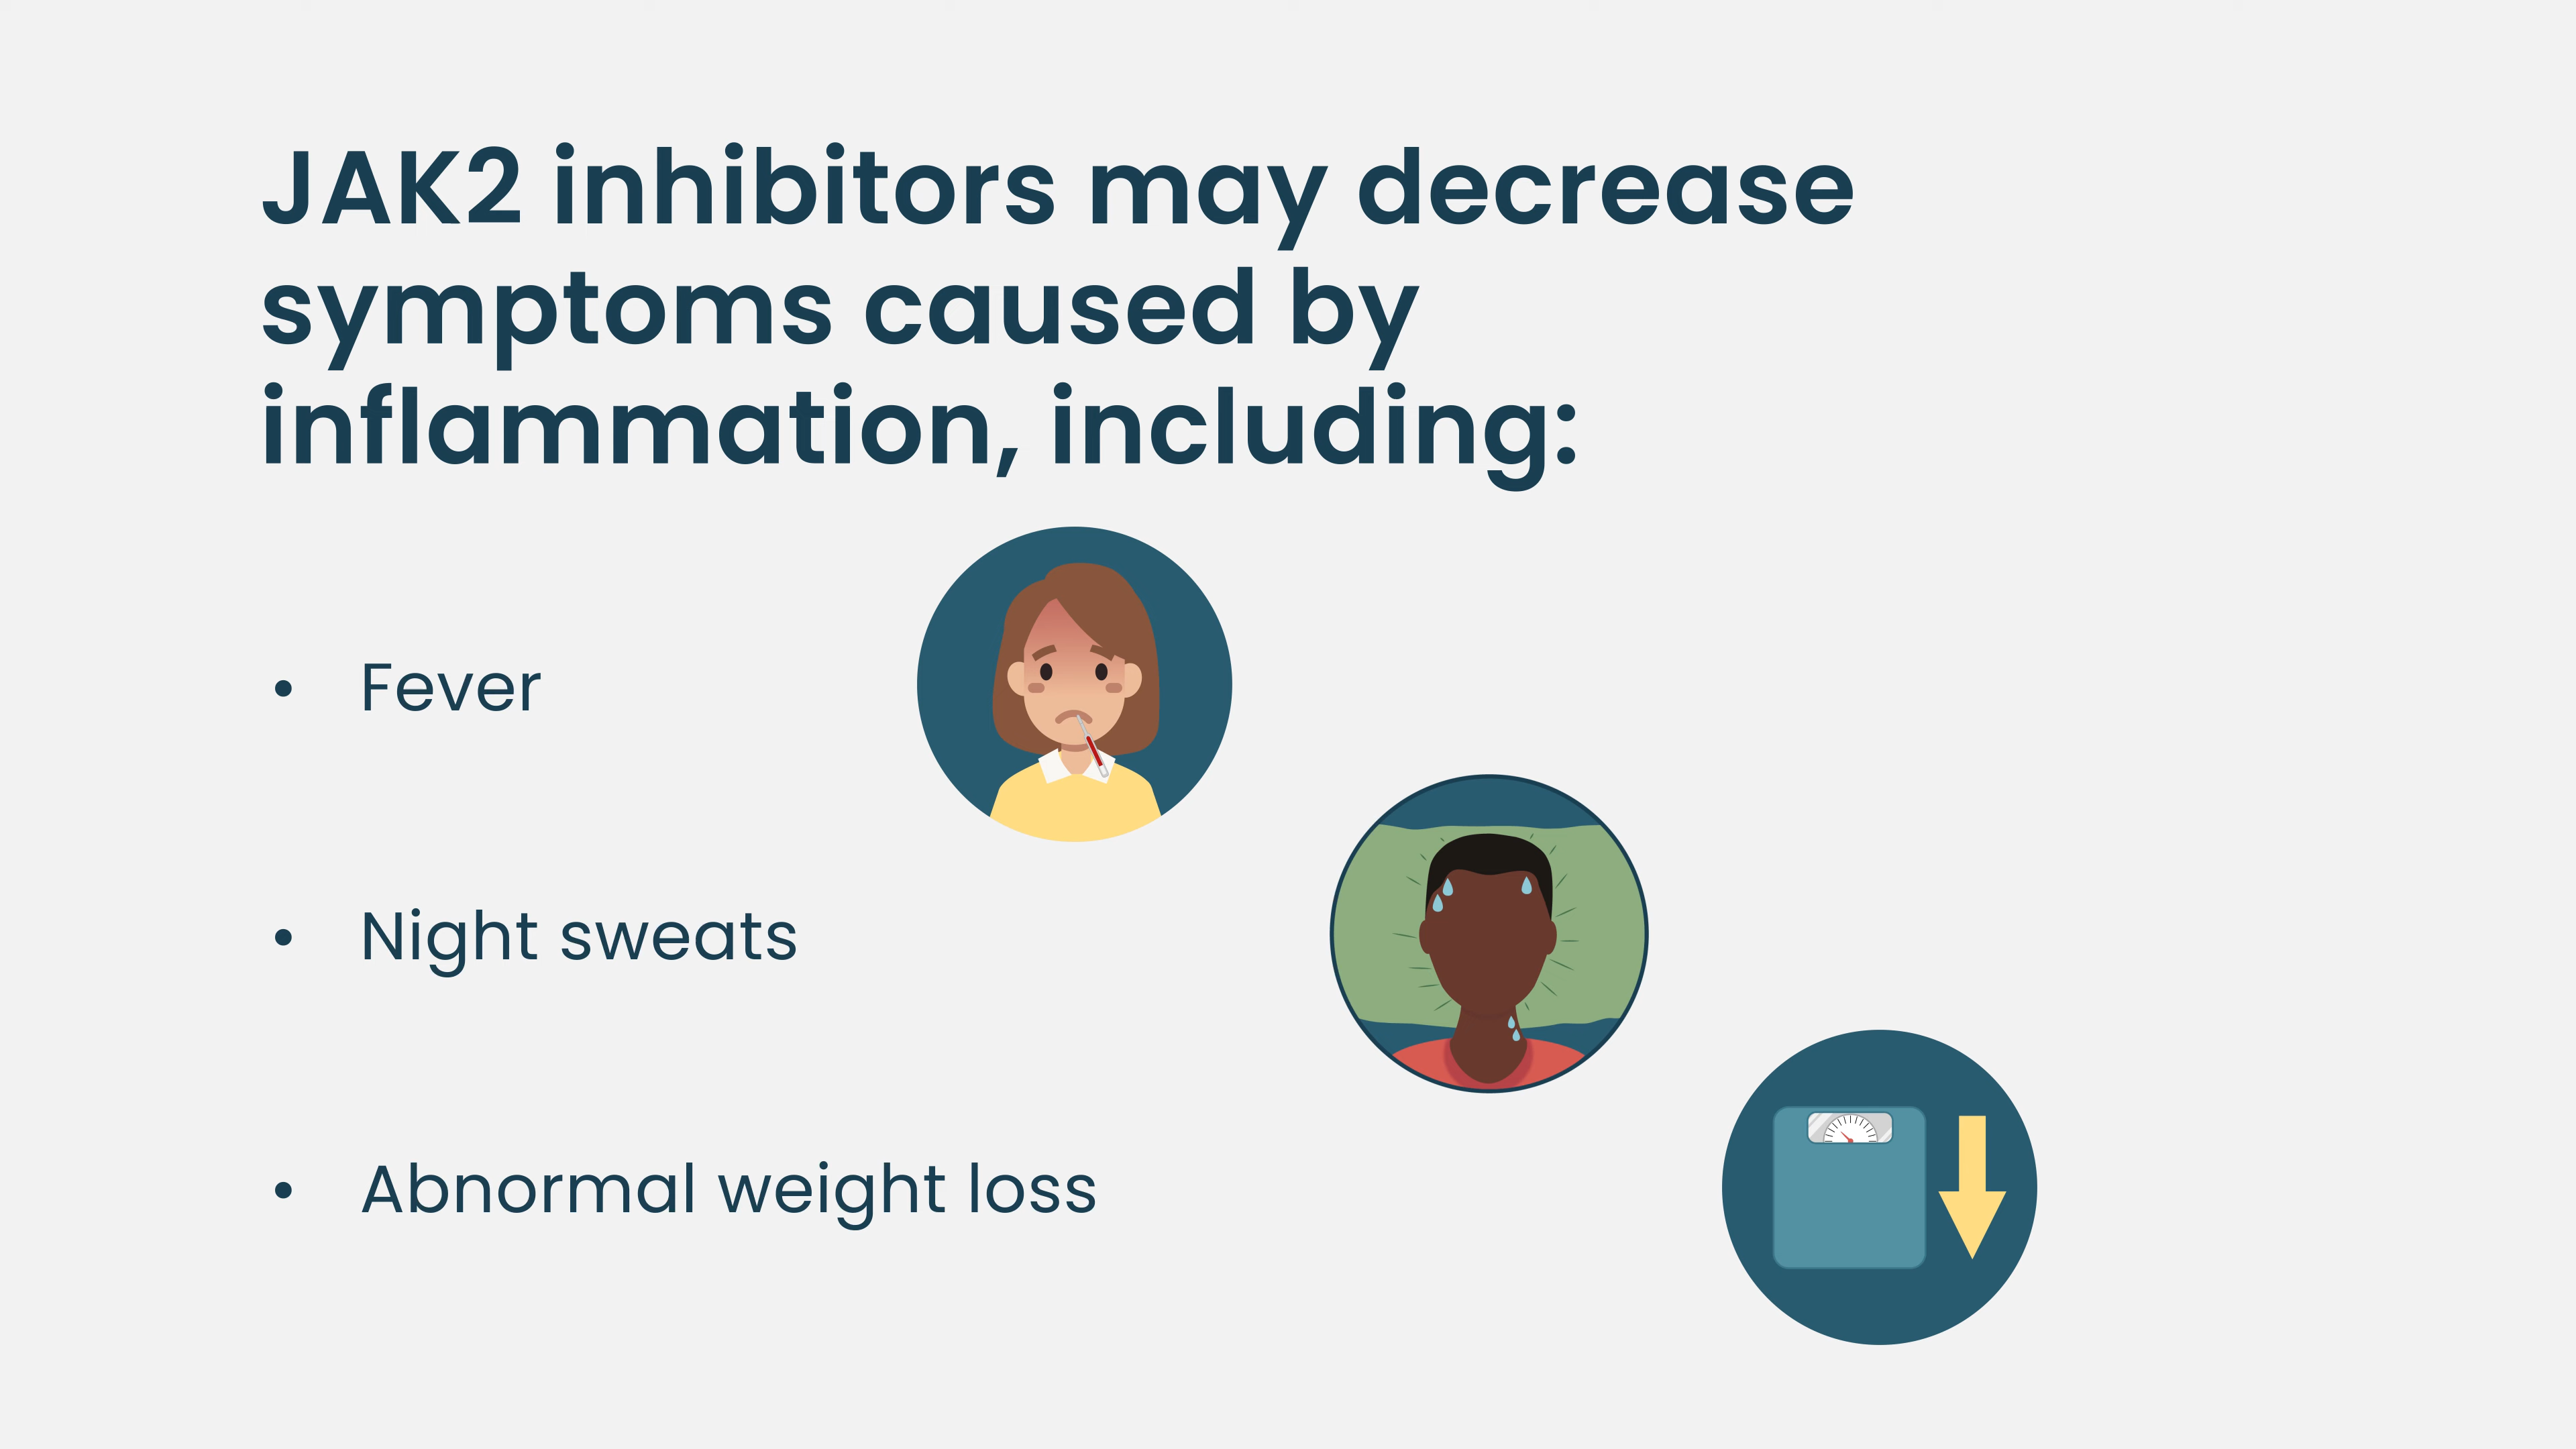 JAK2 inhibitors may decrease
symptoms caused by
inflammation, including:
• Fever
• Night sweats
• Abnormal weight loss